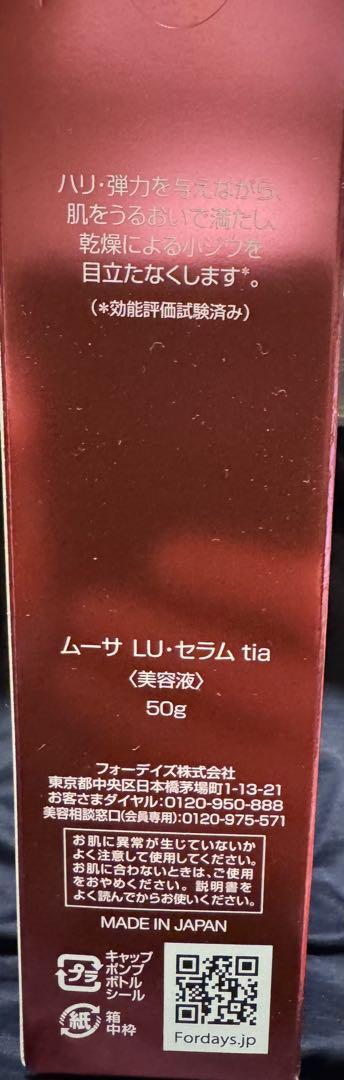 ハリ・弾力を与えながら、
肌をうるおいで満たし、
乾燥による小ジワを
目立たなくします*。
(*効能評価試験済み)
ムーサ LU・セラム tia
〈美容液〉
50g
フォーデイズ株式会社
東京都中央区日本橋茅場町1-13-21
お客さまダイヤル:0120-950-888
美容相談窓口(会員専用):0120-975-571
お肌に異常が生じていないか
よく注意して使用してください。
お肌に合わないときは、ご使用
をおやめください。説明書を
よく読んでからお使いください。
MADE IN JAPAN
プラ
キャップ
ポンプ
ボトル
シール
紙
箱
中枠
Fordays.jp